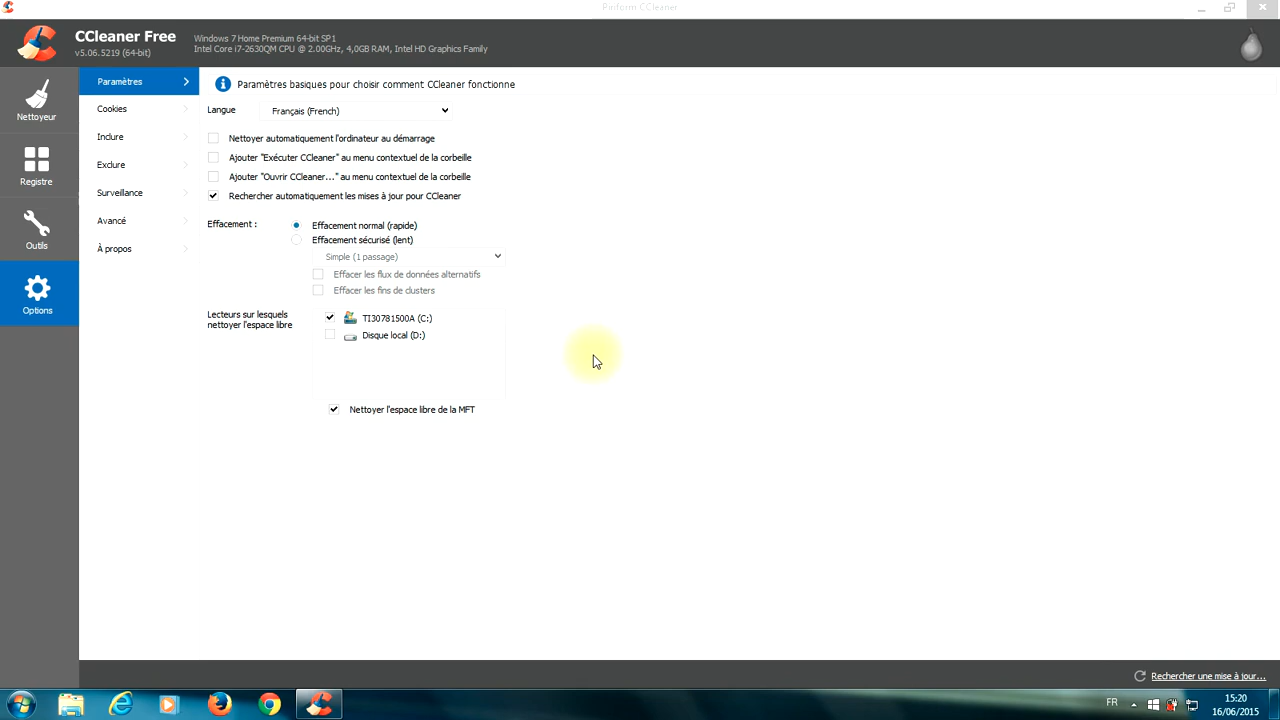 Piriform CCleaner
CCleaner Free
v5.06.5219 (64-bit)
Windows 7 Home Premium 64-bit SP1
Intel Core i7-2630QM CPU @ 2.00GHz, 4,0GB RAM, Intel HD Graphics Family
Nettoyeur
Registre
Outils
Options
Paramètres
Cookies
Inclure
Exclure
Surveillance
Avancé
À propos
Paramètres basiques pour choisir comment CCleaner fonctionne
Langue
Français (French)
Nettoyer automatiquement l'ordinateur au démarrage
Ajouter "Exécuter CCleaner" au menu contextuel de la corbeille
Ajouter "Ouvrir CCleaner..." au menu contextuel de la corbeille
Rechercher automatiquement les mises à jour pour CCleaner
Effacement :
Effacement normal (rapide)
Effacement sécurisé (lent)
Simple (1 passage)
Effacer les flux de données alternatifs
Effacer les fins de clusters
Lecteurs sur lesquels
nettoyer l'espace libre
TI30781500A (C:)
Disque local (D:)
Nettoyer l'espace libre de la MFT
Rechercher une mise à jour...
FR
15:20
16/06/2015